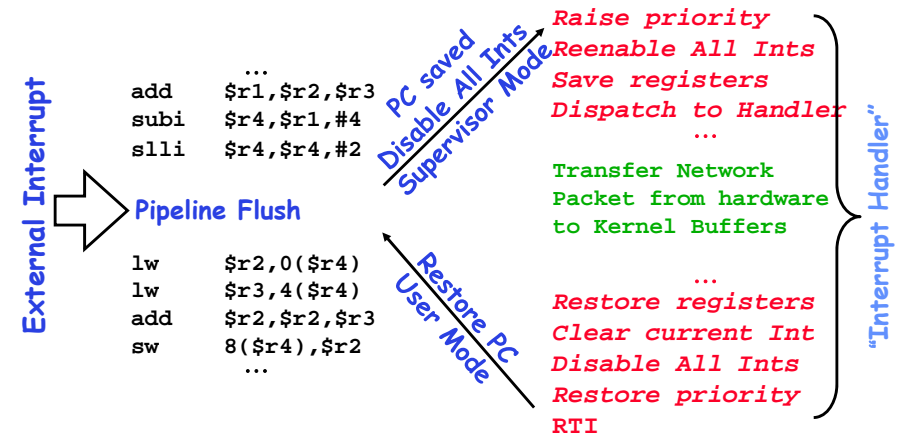 External Interrupt
…
add $r1,$r2,$r3
subi $r4,$r1,#4
slli $r4,$r4,#2
Pipeline Flush
lw $r2,0($r4)
lw $r3,4($r4)
add $r2,$r2,$r3
sw 8($r4),$r2
…
PC saved
Disable All Ints
Supervisor Mode
Raise priority
Reenable All Ints
Save registers
Dispatch to Handler
…
Transfer Network
Packet from hardware
to Kernel Buffers
…
Restore registers
Clear current Int
Disable All Ints
Restore priority
RTI
Restore PC
User Mode
“Interrupt Handler”